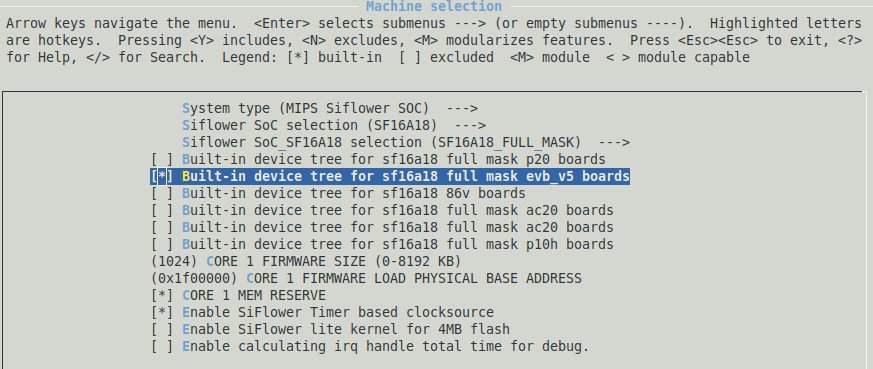 Machine selection
Arrow keys navigate the menu.  <Enter> selects submenus ---> (or empty submenus ----).  Highlighted letters
are hotkeys.  Pressing <Y> includes, <N> excludes, <M> modularizes features.  Press <Esc><Esc> to exit, <?>
for Help, </> for Search.  Legend: [*] built-in  [ ] excluded  <M> module  < > module capable
System type (MIPS Siflower SOC)  --->
Siflower SoC selection (SF16A18)  --->
Siflower SoC_SF16A18 selection (SF16A18_FULL_MASK)  --->
[ ] Built-in device tree for sf16a18 full mask p20 boards
[*] Built-in device tree for sf16a18 full mask evb_v5 boards
[ ] Built-in device tree for sf16a18 86v boards
[ ] Built-in device tree for sf16a18 full mask ac20 boards
[ ] Built-in device tree for sf16a18 full mask ac20 boards
[ ] Built-in device tree for sf16a18 full mask p10h boards
(1024) CORE 1 FIRMWARE SIZE (0-8192 KB)
(0x1f00000) CORE 1 FIRMWARE LOAD PHYSICAL BASE ADDRESS
[*] CORE 1 MEM RESERVE
[*] Enable SiFlower Timer based clocksource
[ ] Enable SiFlower lite kernel for 4MB flash
[ ] Enable calculating irq handle total time for debug.